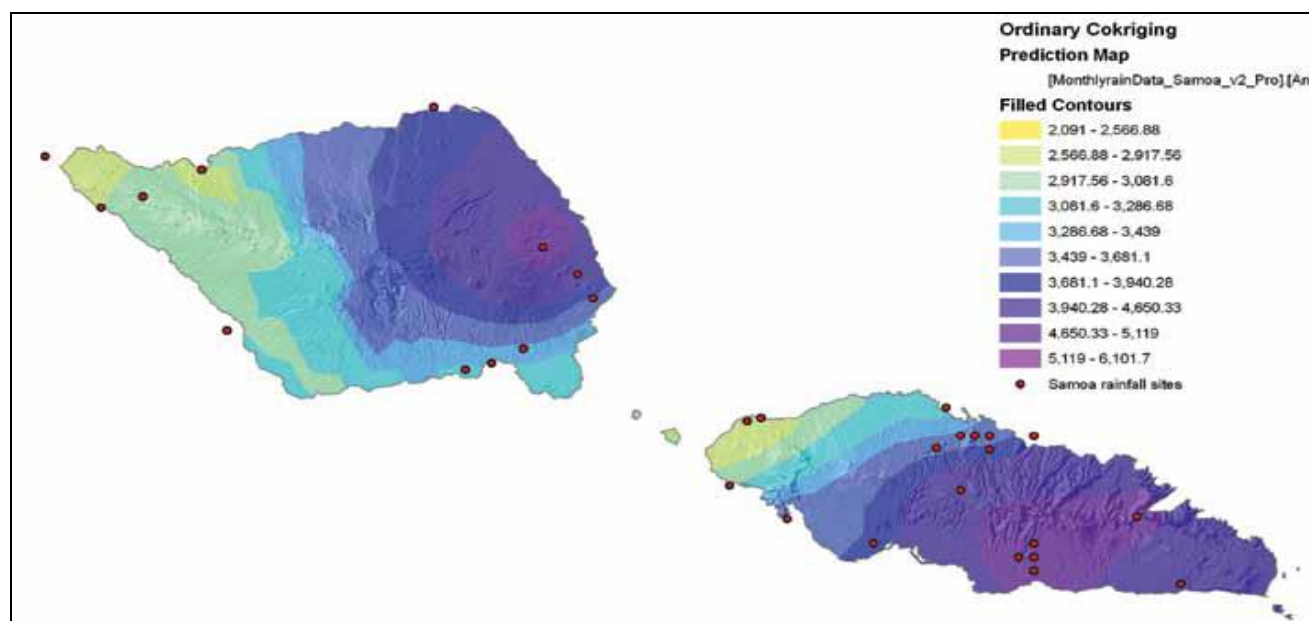 Ordinary Cokriging
Prediction Map
[MonthlyrainData_Samoa_v2_Pro].[An
Filled Contours
2,091 - 2,566.88
2,566.88 - 2,917.56
2,917.56 - 3,081.6
3,081.6 - 3,286.68
3,286.68 - 3,439
3,439 - 3,681.1
3,681.1 - 3,940.28
3,940.28 - 4,650.33
4,650.33 - 5,119
5,119 - 6,101.7
Samoa rainfall sites